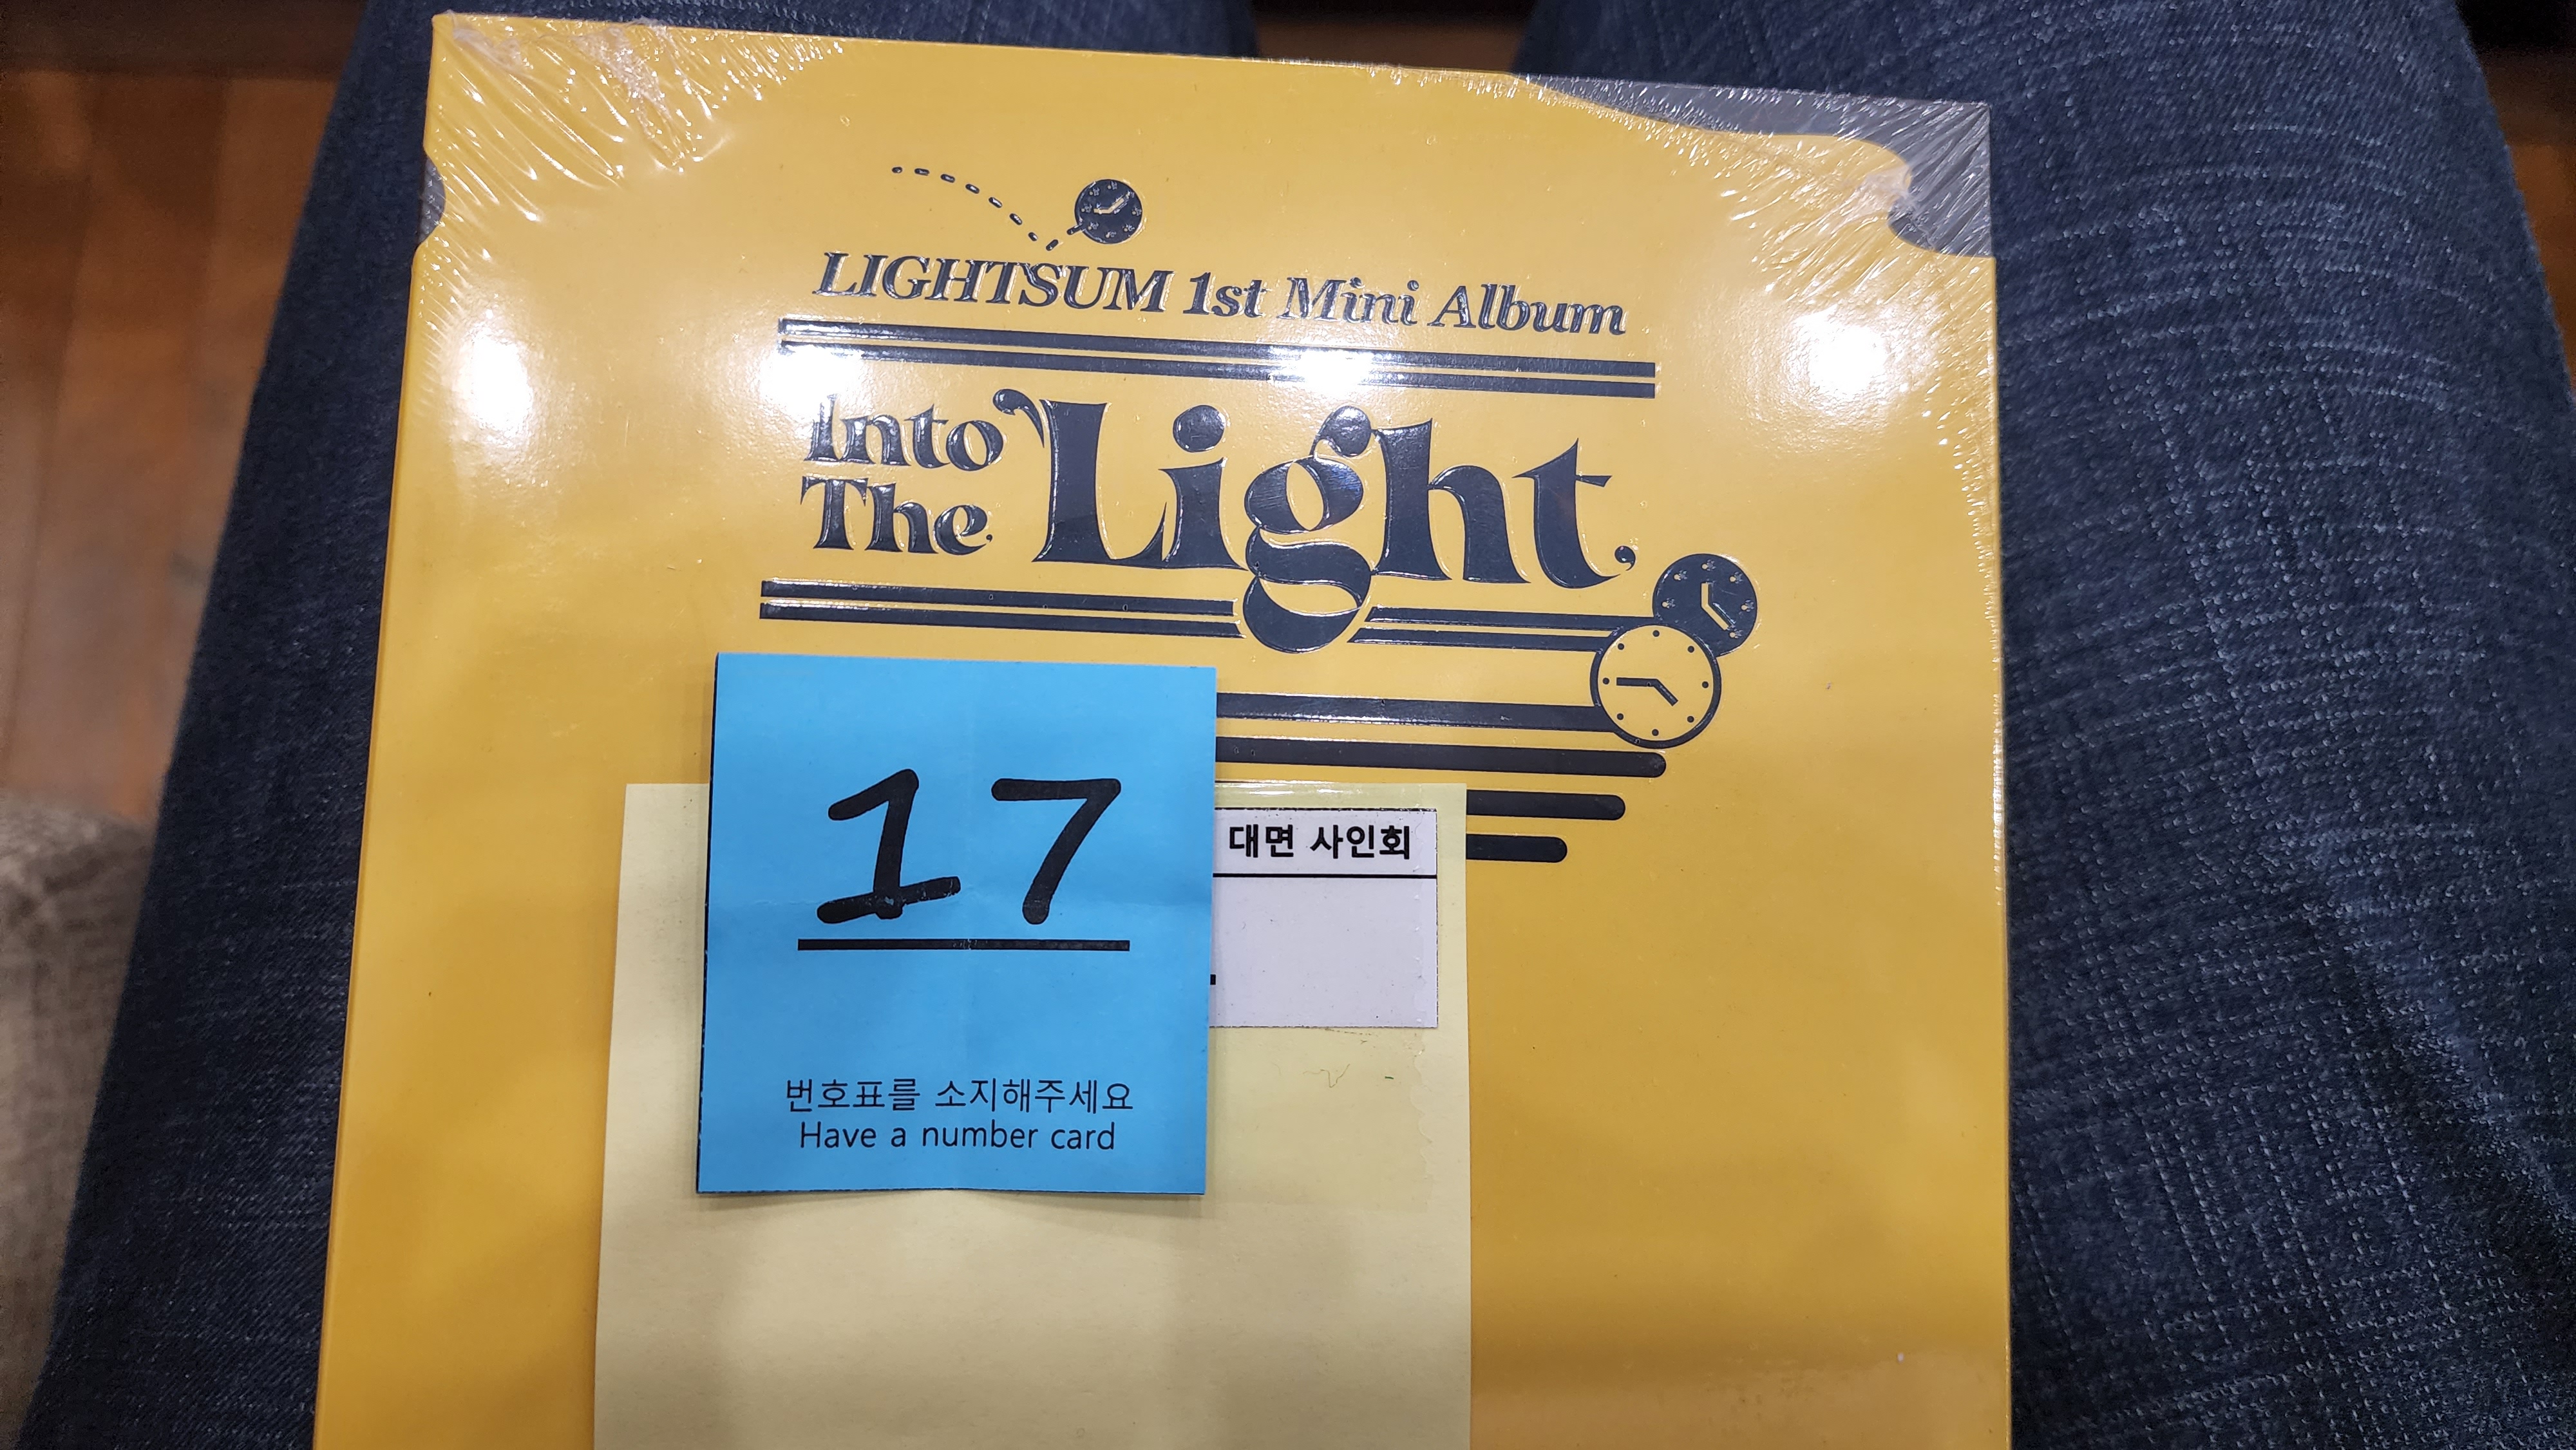 LIGHTSUM 1st Mini Album
Into
The Light
17
대면 사인회
번호표를 소지해주세요
Have a number card